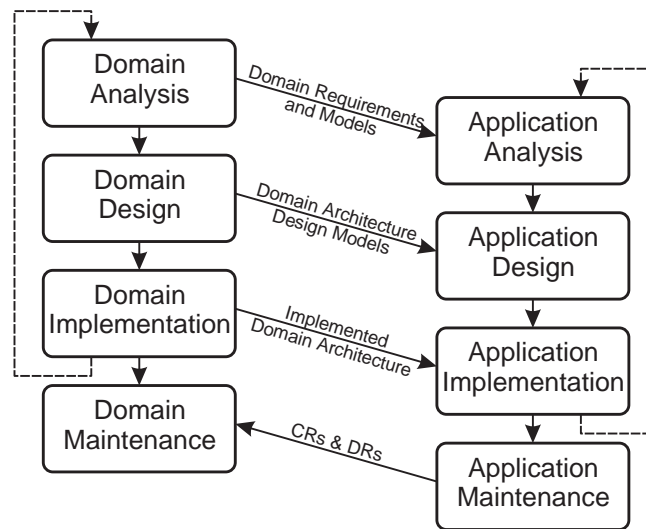 Domain
Analysis
Domain Requirements
and Models
Application
Analysis
Domain
Design
Domain Architecture
Design Models
Application
Design
Domain
Implementation
Implemented
Domain Architecture
Application
Implementation
Domain
Maintenance
CRs & DRs
Application
Maintenance